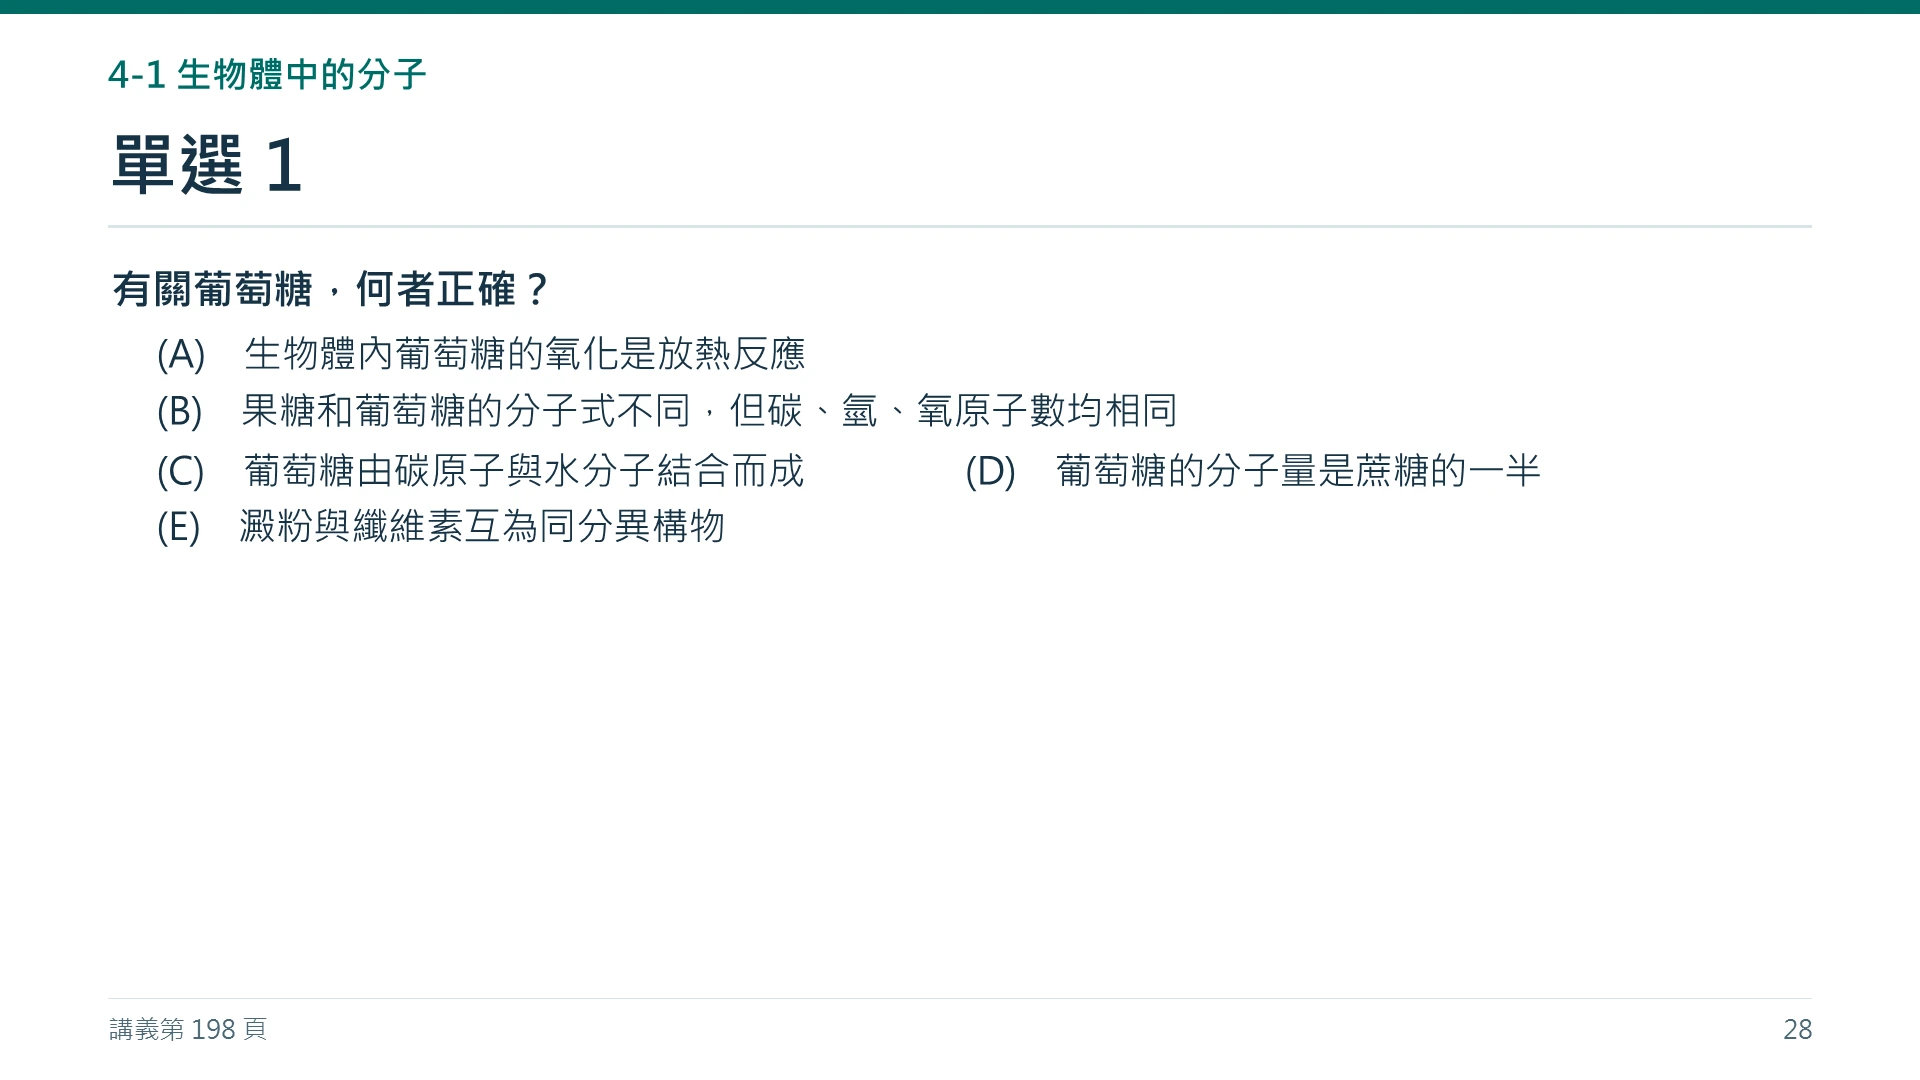 4-1 生物體中的分子
單選 1
有關葡萄糖，何者正確？
(A) 生物體內葡萄糖的氧化是放熱反應
(B) 果糖和葡萄糖的分子式不同，但碳、氫、氧原子數均相同
(C) 葡萄糖由碳原子與水分子結合而成 (D) 葡萄糖的分子量是蔗糖的一半
(E) 澱粉與纖維素互為同分異構物
講義第 198 頁 28